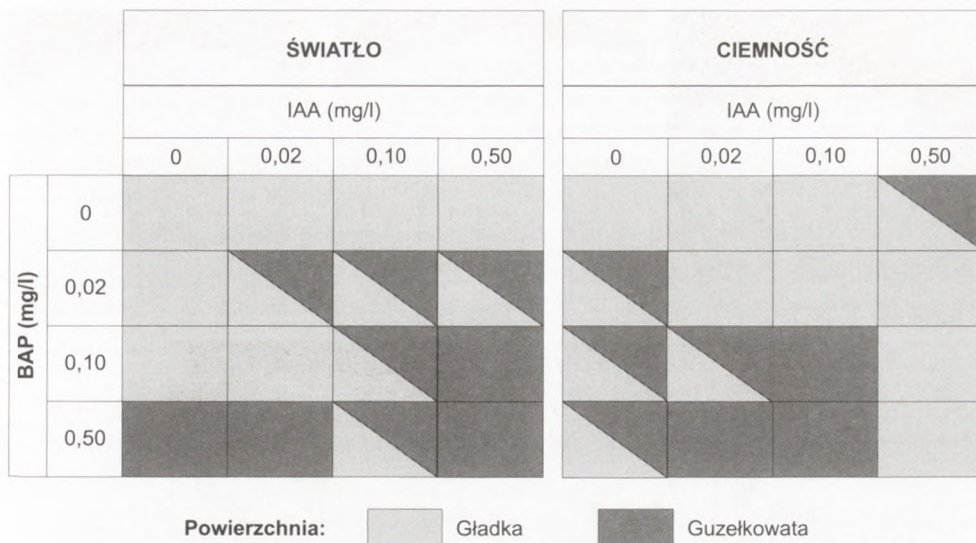 ŚWIATŁO CIEMNOŚĆ
IAA (mg/l) IAA (mg/l)
0 0,02 0,10 0,50 0 0,02 0,10 0,50
BAP (mg/l)
0
0,02
0,10
0,50
Powierzchnia: Gładka Guzełkowata